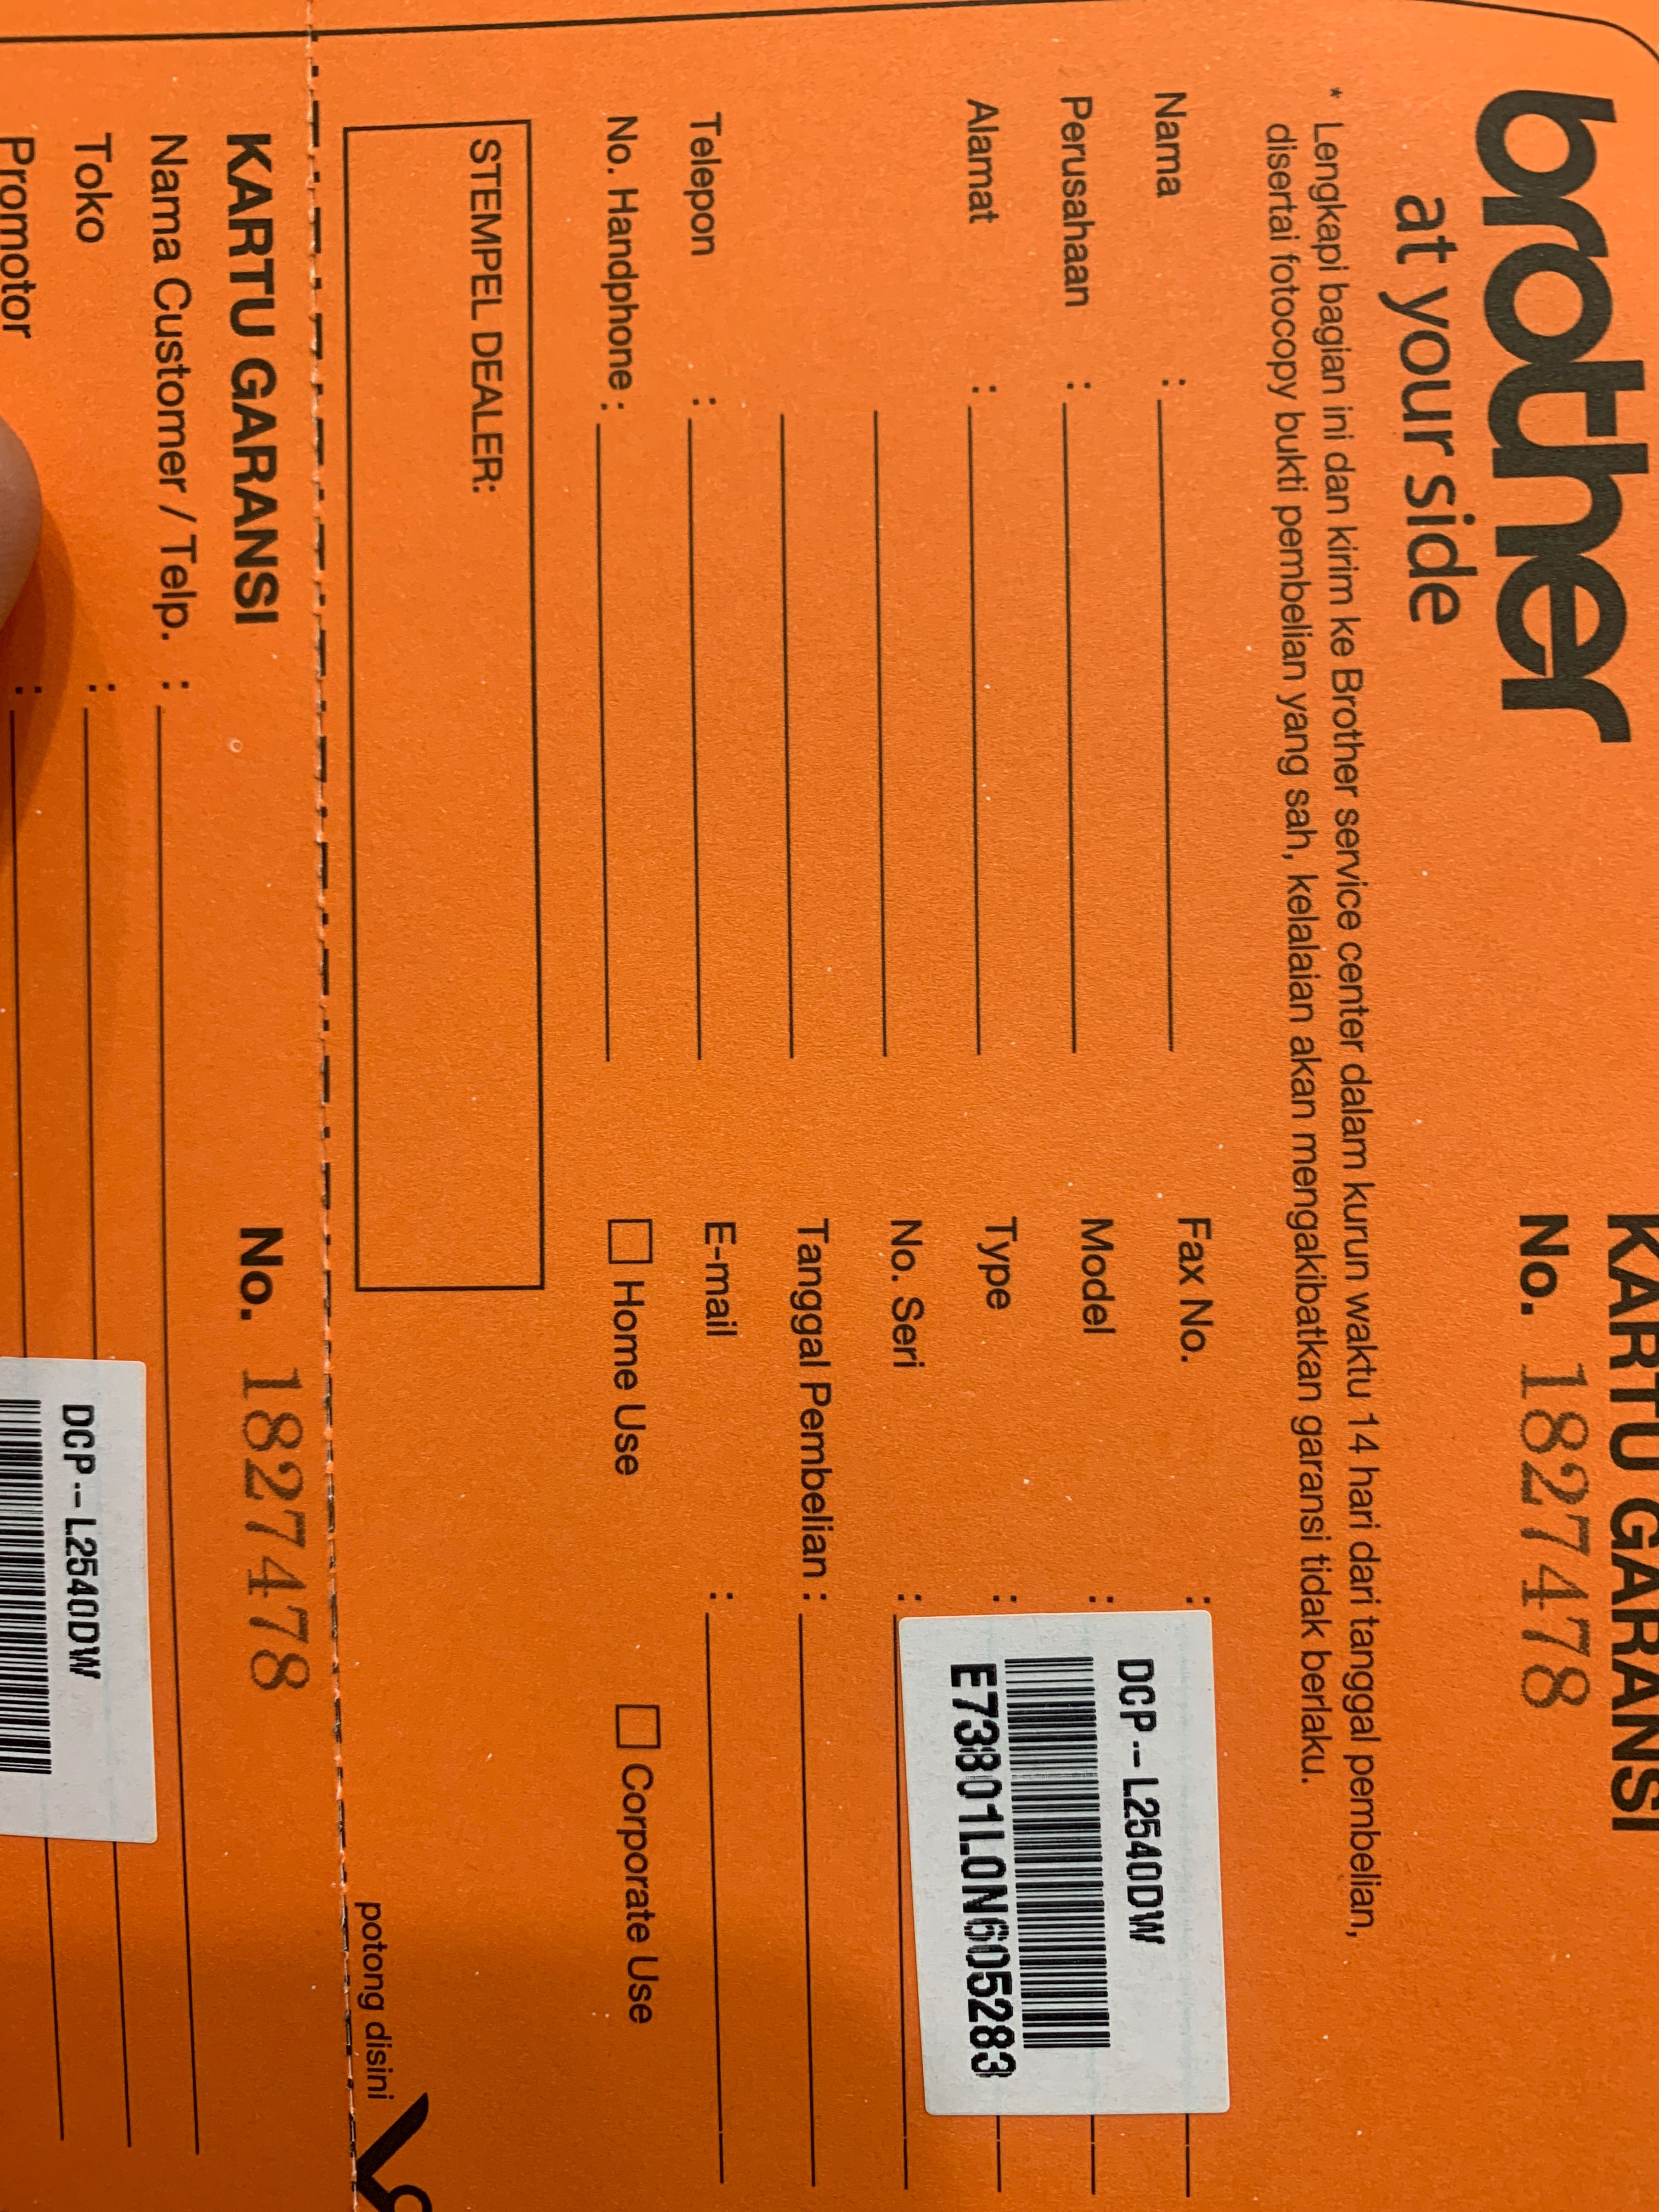 brother
at your side
KARTU GARANSI
No. 1827478
* Lengkapi bagian ini dan kirim ke Brother service center dalam kurun waktu 14 hari dari tanggal pembelian,
disertai fotocopy bukti pembelian yang sah, kelalaian akan mengakibatkan garansi tidak berlaku.
Nama :
Perusahaan :
Alamat :
Telepon :
No. Handphone :
Fax No. :
Model :
Type :
No. Seri :
Tanggal Pembelian :
E-mail :
Home Use
Corporate Use
DCP-L2540DW
E73801L0N605283
STEMPEL DEALER:
potong disini
KARTU GARANSI
No. 1827478
Nama Customer / Telp. :
Toko :
Promotor :
DCP-L2540DW